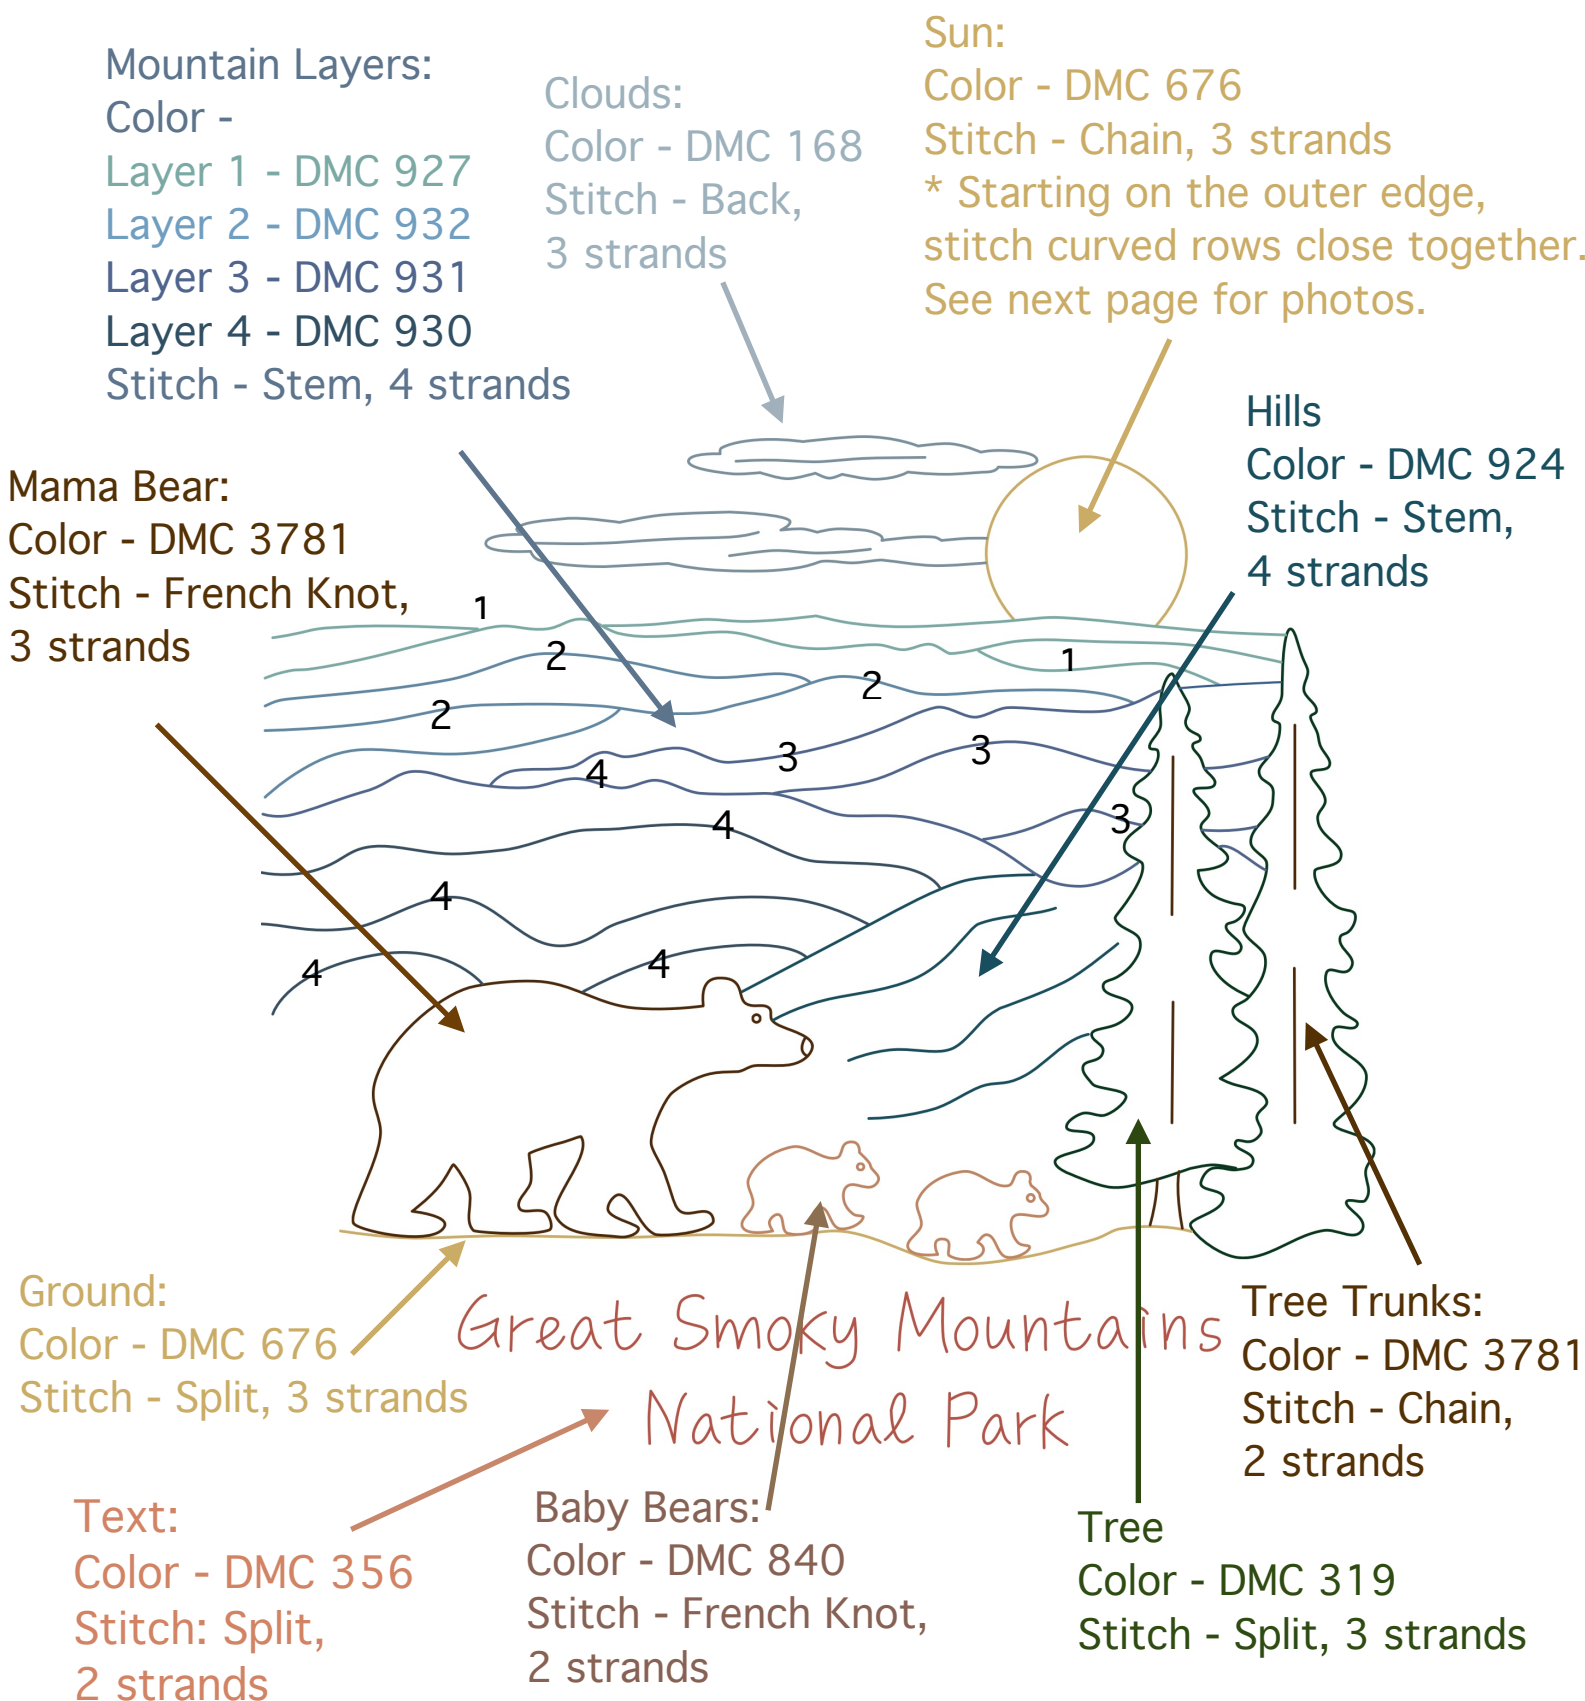 Mountain Layers:
Color -
Layer 1 - DMC 927
Layer 2 - DMC 932
Layer 3 - DMC 931
Layer 4 - DMC 930
Stitch - Stem, 4 strands
Clouds:
Color - DMC 168
Stitch - Back,
3 strands
Sun:
Color - DMC 676
Stitch - Chain, 3 strands
* Starting on the outer edge,
stitch curved rows close together.
See next page for photos.
Hills
Color - DMC 924
Stitch - Stem,
4 strands
Mama Bear:
Color - DMC 3781
Stitch - French Knot,
3 strands
1
2
1
2
2
3
3
4
4
3
4
4
4
Ground:
Color - DMC 676
Stitch - Split, 3 strands
Great Smoky Mountains
National Park
Tree Trunks:
Color - DMC 3781
Stitch - Chain,
2 strands
Text:
Color - DMC 356
Stitch: Split,
2 strands
Baby Bears:
Color - DMC 840
Stitch - French Knot,
2 strands
Tree
Color - DMC 319
Stitch - Split, 3 strands